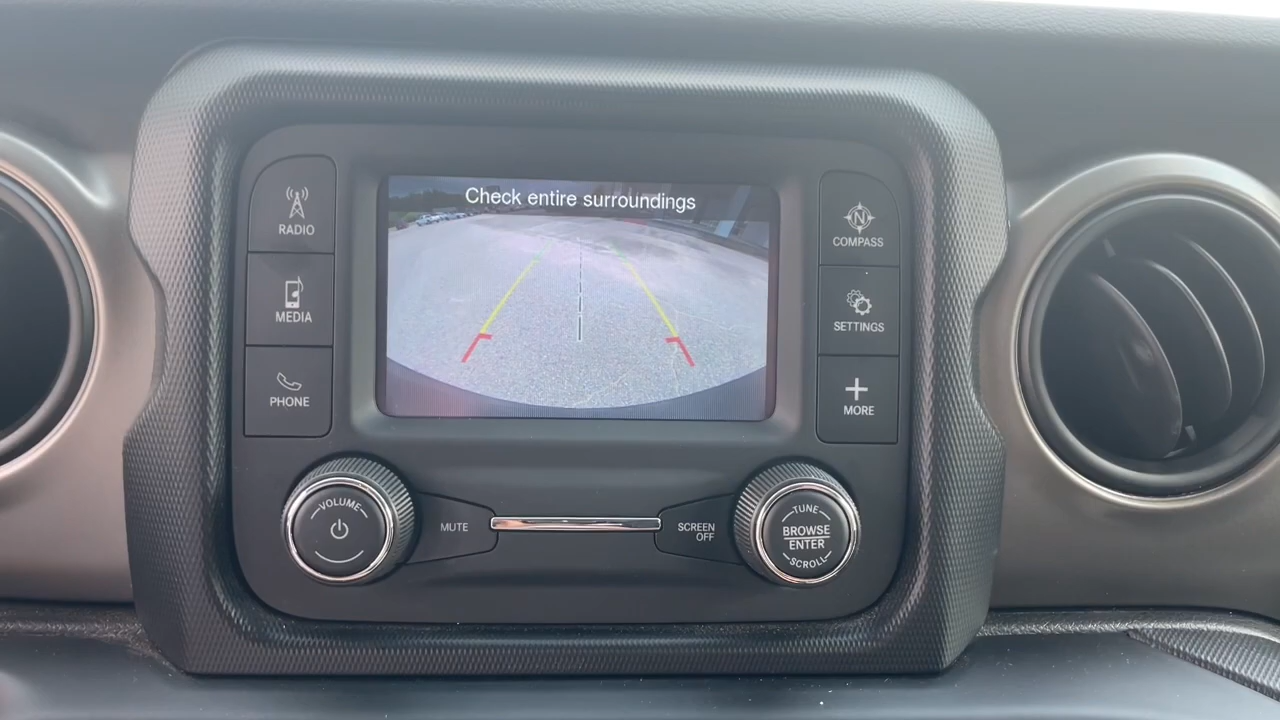 Check entire surroundings
RADIO
MEDIA
PHONE
N
COMPASS
SETTINGS
MORE
VOLUME
MUTE
SCREEN
OFF
TUNE
BROWSE
ENTER
SCROLL